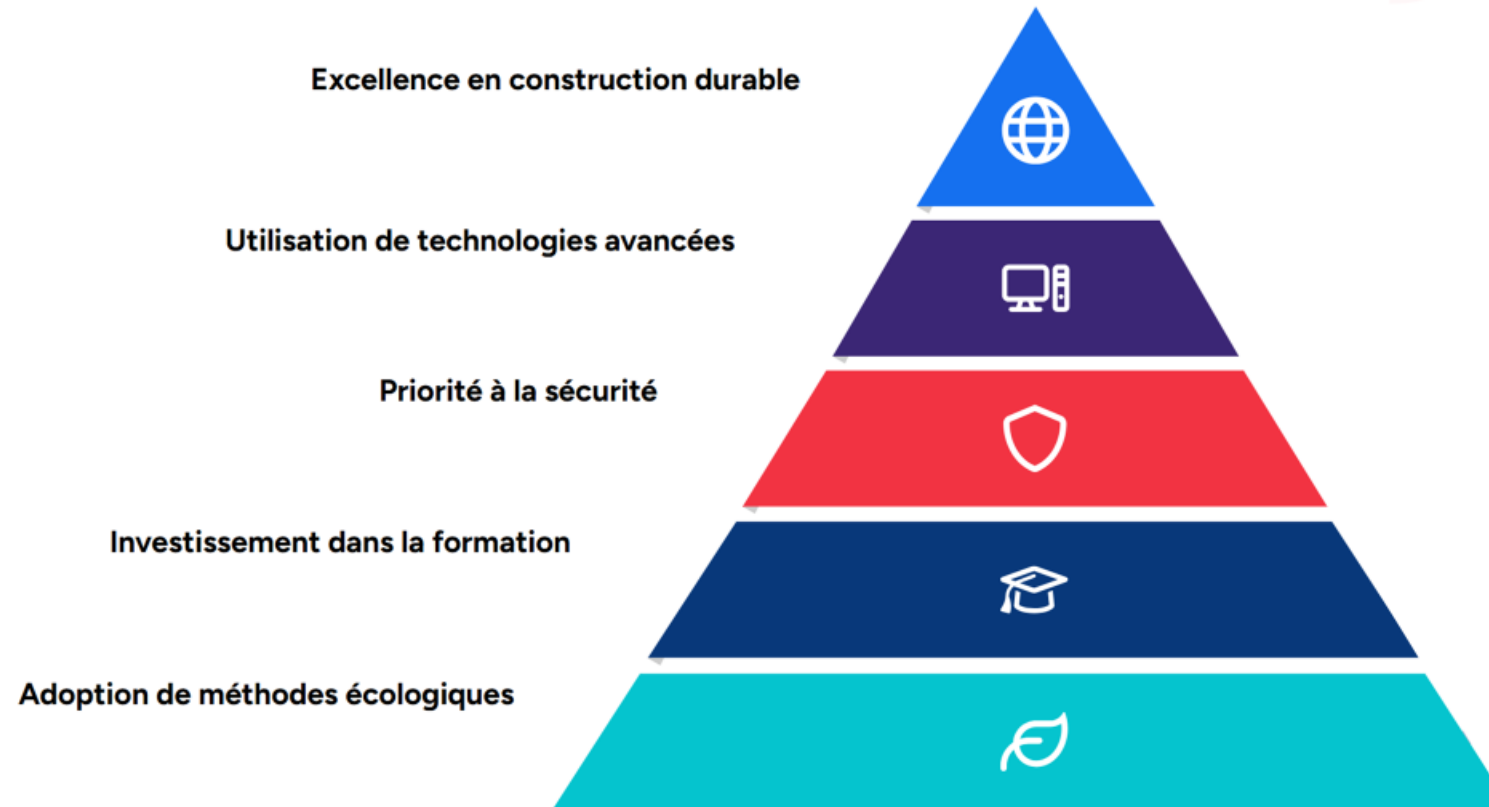 Excellence en construction durable
Utilisation de technologies avancées
Priorité à la sécurité
Investissement dans la formation
Adoption de méthodes écologiques